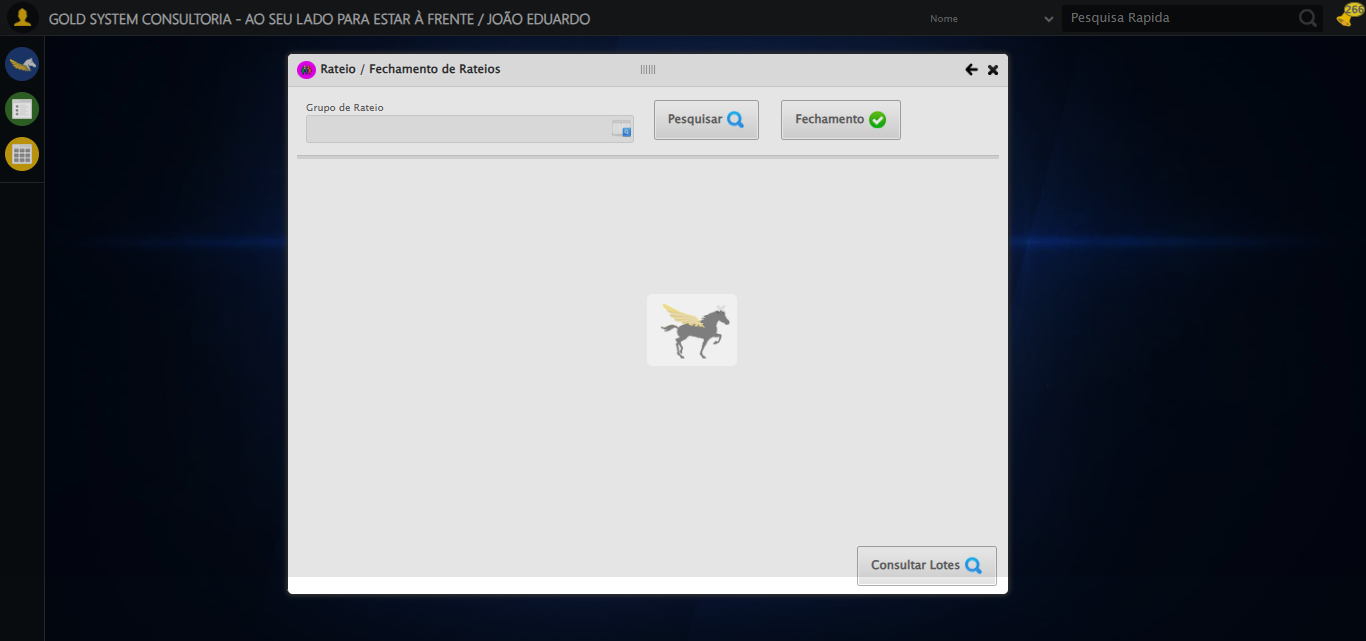 GOLD SYSTEM CONSULTORIA - AO SEU LADO PARA ESTAR À FRENTE / JOÃO EDUARDO
Nome
Pesquisa Rapida
266
Rateio / Fechamento de Rateios
Grupo de Rateio
Pesquisar
Fechamento
Consultar Lotes